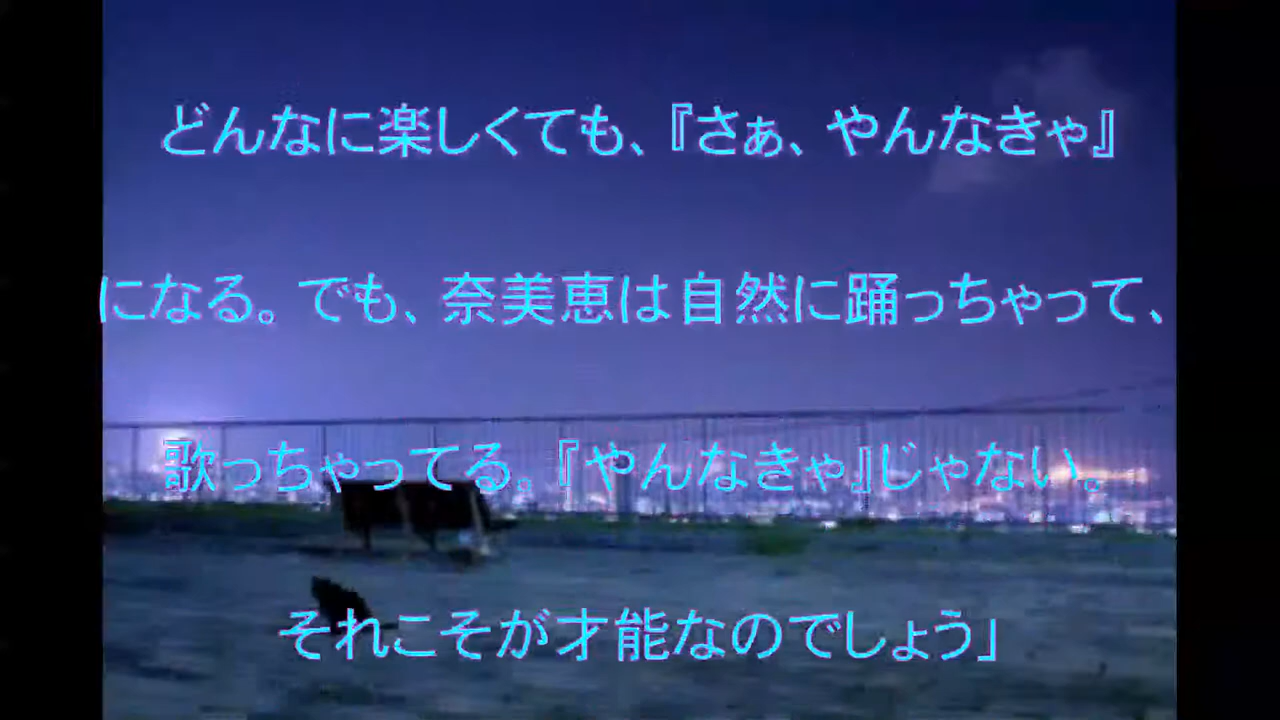 どんなに楽しくても、『さぁ、やんなきゃ』
になる。でも、奈美恵は自然に踊っちゃって、
歌っちゃってる。『やんなきゃ』じゃない。
それこそが才能なのでしょう」